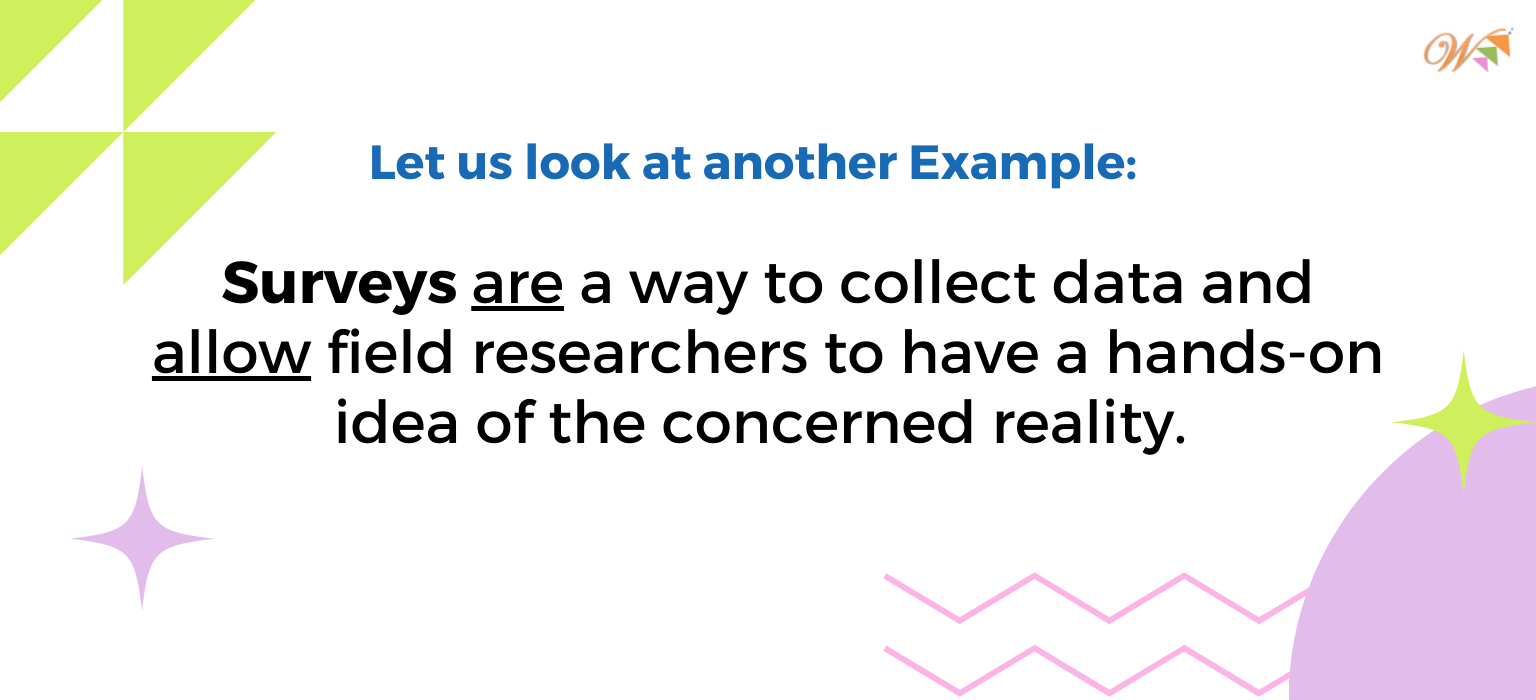 W
Let us look at another Example:
Surveys are a way to collect data and
allow field researchers to have a hands-on
idea of the concerned reality.